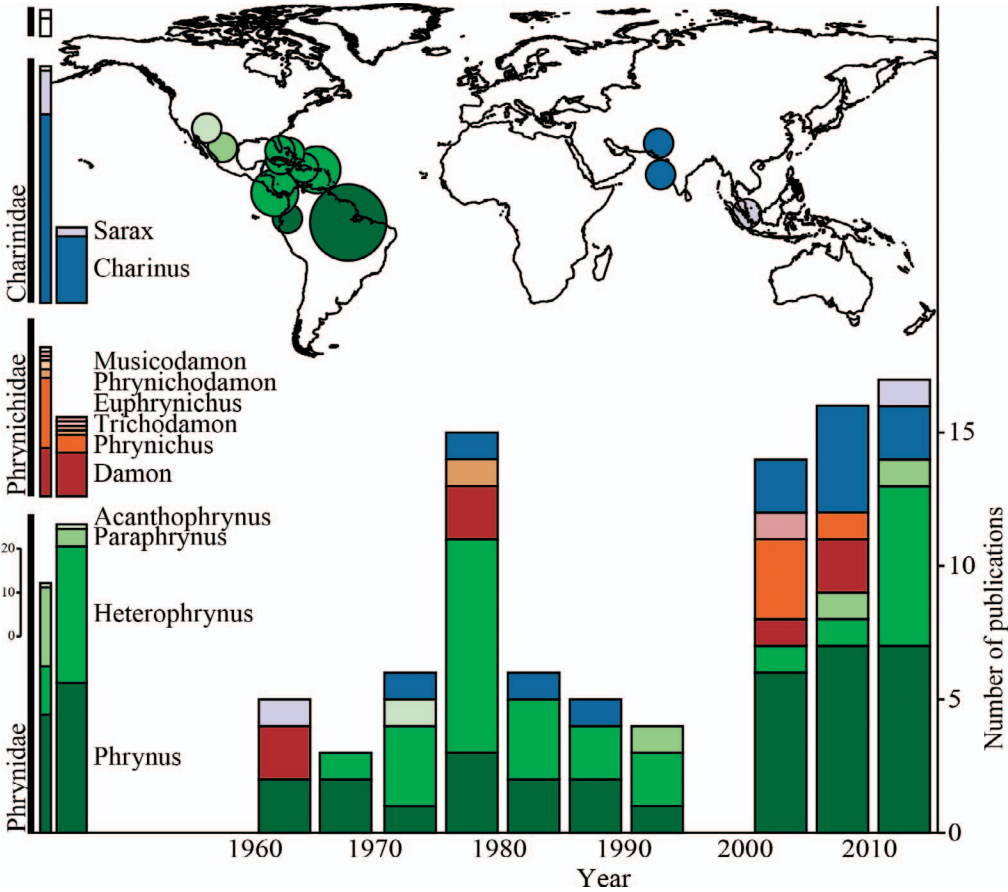 Charinidae
Sarax
Charinus
Phrynichidae
Musicodamon
Phrynichodamon
Euphrynichus
Trichodamon
Phrynichus
Damon
Phrynidae
Acanthophrynus
Paraphrynus
Heterophrynus
Phrynus
20
10
0
15
10
5
0
Number of publications
1960
1970
1980
1990
2000
2010
Year